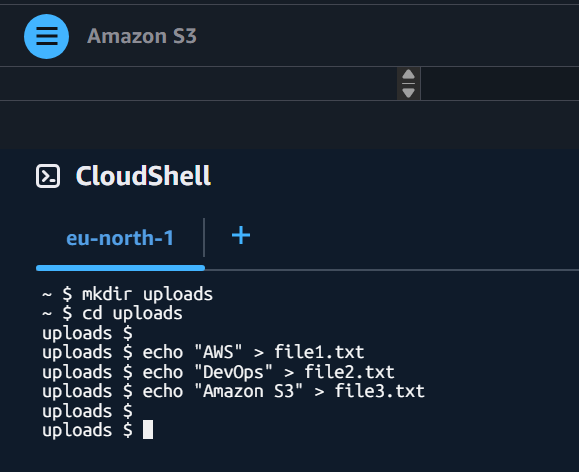 Amazon S3
CloudShell
eu-north-1
~ $ mkdir uploads
~ $ cd uploads
uploads $
uploads $ echo "AWS" > file1.txt
uploads $ echo "DevOps" > file2.txt
uploads $ echo "Amazon S3" > file3.txt
uploads $
uploads $